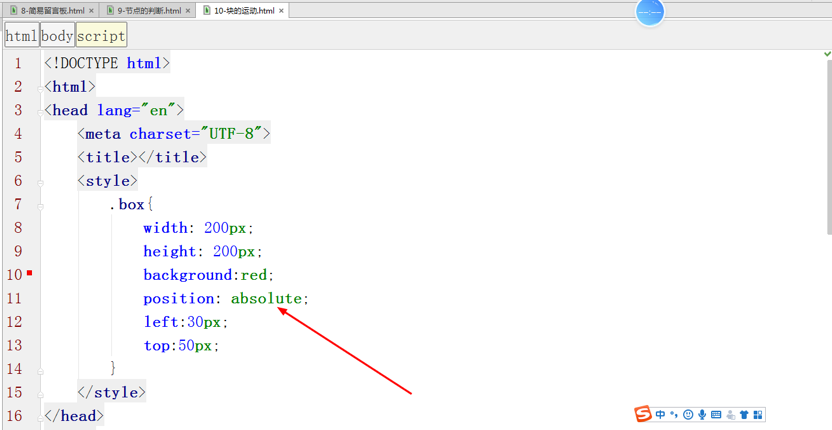 8-简易留言板.html
9-节点的判断.html
10-块的运动.html
html body script
1 <!DOCTYPE html>
2 <html>
3 <head lang="en">
4 <meta charset="UTF-8">
5 <title></title>
6 <style>
7 .box{
8 width: 200px;
9 height: 200px;
10 background:red;
11 position: absolute;
12 left:30px;
13 top:50px;
14 }
15 </style>
16 </head>
--:--
S 中